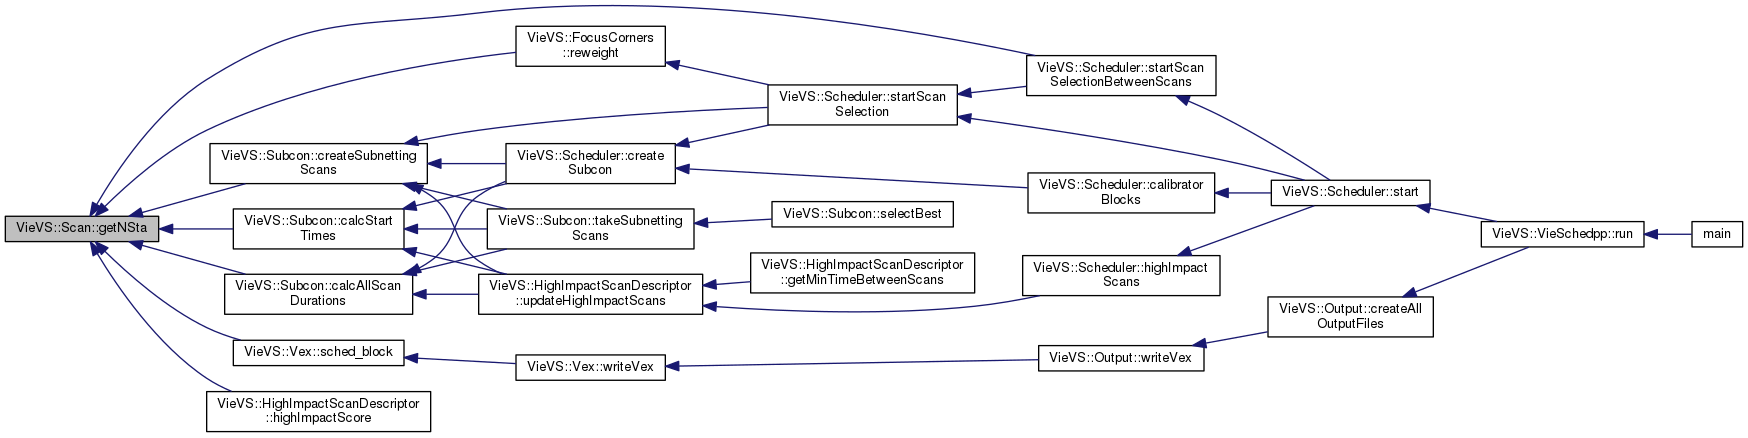 VieVS::Scan::getNSta
VieVS::FocusCorners
::reweight
VieVS::Subcon::createSubnetting
Scans
VieVS::Subcon::calcStart
Times
VieVS::Subcon::calcAllScan
Durations
VieVS::Vex::sched_block
VieVS::HighImpactScanDescriptor
::highImpactScore
VieVS::Scheduler::create
Subcon
VieVS::Subcon::takeSubnetting
Scans
VieVS::HighImpactScanDescriptor
::updateHighImpactScans
VieVS::Vex::writeVex
VieVS::Scheduler::startScan
Selection
VieVS::Subcon::selectBest
VieVS::HighImpactScanDescriptor
::getMinTimeBetweenScans
VieVS::Scheduler::startScan
SelectionBetweenScans
VieVS::Scheduler::calibrator
Blocks
VieVS::Scheduler::highImpact
Scans
VieVS::Output::writeVex
VieVS::Scheduler::start
VieVS::Output::createAll
OutputFiles
VieVS::VieSchedpp::run
main